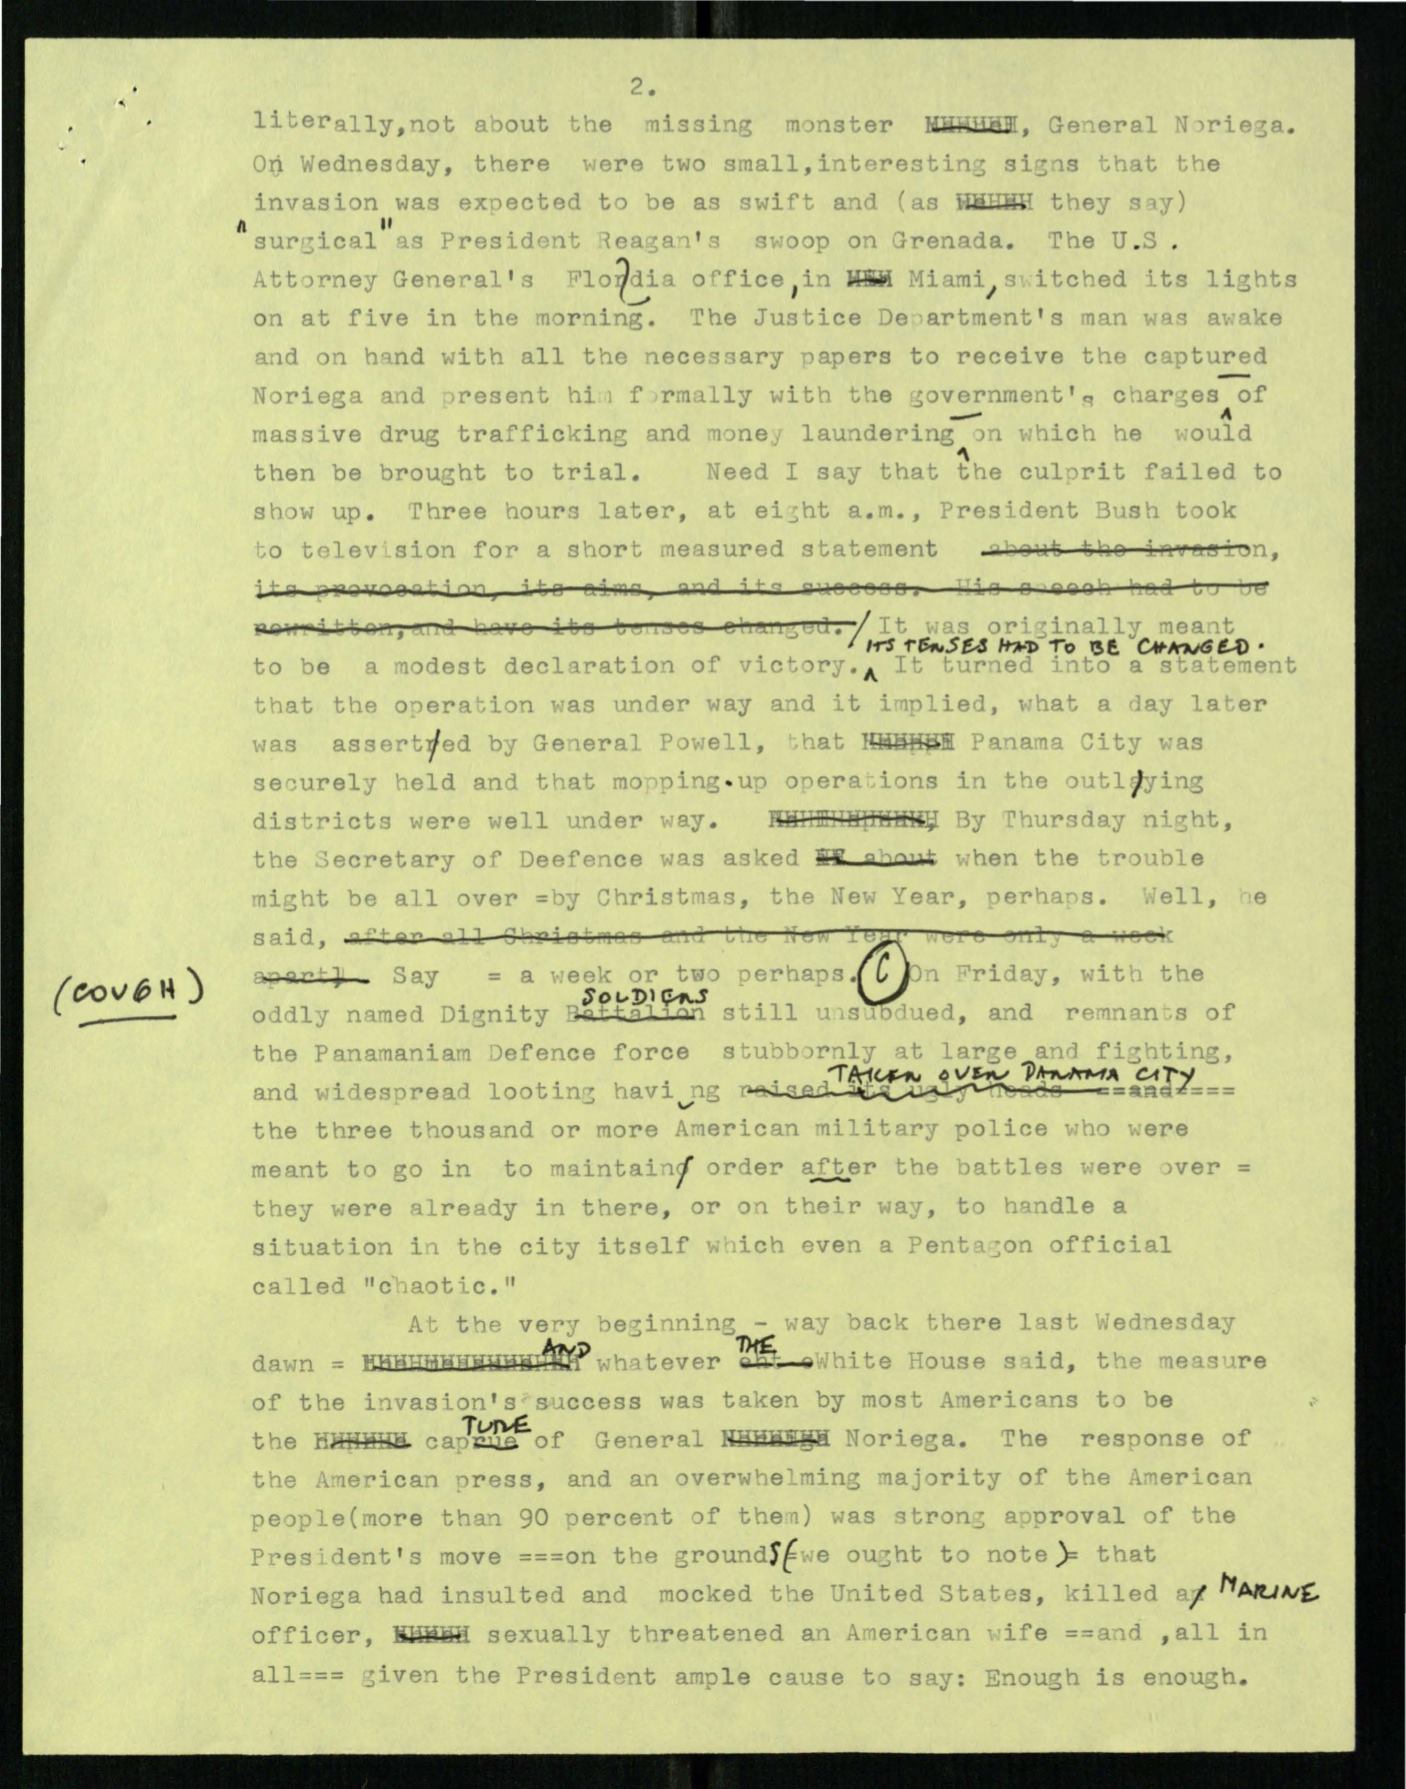 2.
literally,not about the missing monster HHHHHH, General Noriega.
On Wednesday, there were two small,interesting signs that the
invasion was expected to be as swift and (as HHHHH they say)
"surgical" as President Reagan's swoop on Grenada. The U.S .
Attorney General's Flordia office, in HHH Miami, switched its lights
on at five in the morning. The Justice Department's man was awake
and on hand with all the necessary papers to receive the captured
Noriega and present him formally with the government's charges of
massive drug trafficking and money laundering on which he would
then be brought to trial. Need I say that the culprit failed to
show up. Three hours later, at eight a.m., President Bush took
to television for a short measured statement about the invasion,
its provocation, its aims, and its success. His speech had to be
rewritten,and have its tenses changed./ It was originally meant
ITS TENSES HAD TO BE CHANGED.
to be a modest declaration of victory. It turned into a statement
that the operation was under way and it implied, what a day later
was assertred by General Powell, that HHHHHH Panama City was
securely held and that mopping.up operations in the outlaying
districts were well under way. By Thursday night,
the Secretary of Deefence was asked about when the trouble
might be all over =by Christmas, the New Year, perhaps. Well, he
said, after all Christmas and the New Year were only a week
apart) Say = a week or two perhaps. C On Friday, with the
(COUGH)
SOLDIERS
oddly named Dignity Battalion still unsubdued, and remnants of
the Panamaniam Defence force stubbornly at large and fighting,
TAKEN OVER PANAMA CITY
and widespread looting having raised its ugly heads ==and====
the three thousand or more American military police who were
meant to go in to maintaing order after the battles were over =
they were already in there, or on their way, to handle a
situation in the city itself which even a Pentagon official
called "chaotic."
At the very beginning - way back there last Wednesday
AND THE
dawn = whatever eht eWhite House said, the measure
of the invasion's success was taken by most Americans to be
TURE
the HHHHHH caprue of General Noriega. The response of
the American press, and an overwhelming majority of the American
people(more than 90 percent of them) was strong approval of the
President's move ===on the grounds (=we ought to note )= that
Noriega had insulted and mocked the United States, killed a MARINE
officer, HHHHH sexually threatened an American wife ==and ,all in
all=== given the President ample cause to say: Enough is enough.